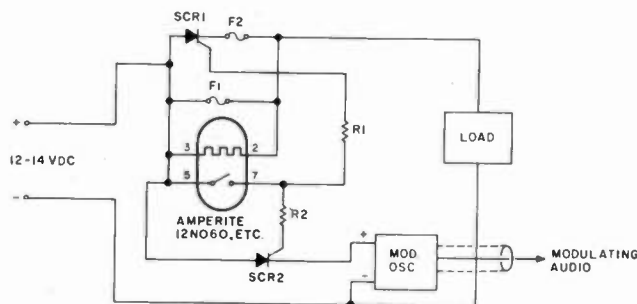 SCR1
F2
F1
+
12-14 VDC
-
3
2
5
7
R1
LOAD
AMPERITE
12NO60, ETC.
R2
SCR2
+
-
MOD.
OSC
MODULATING
AUDIO